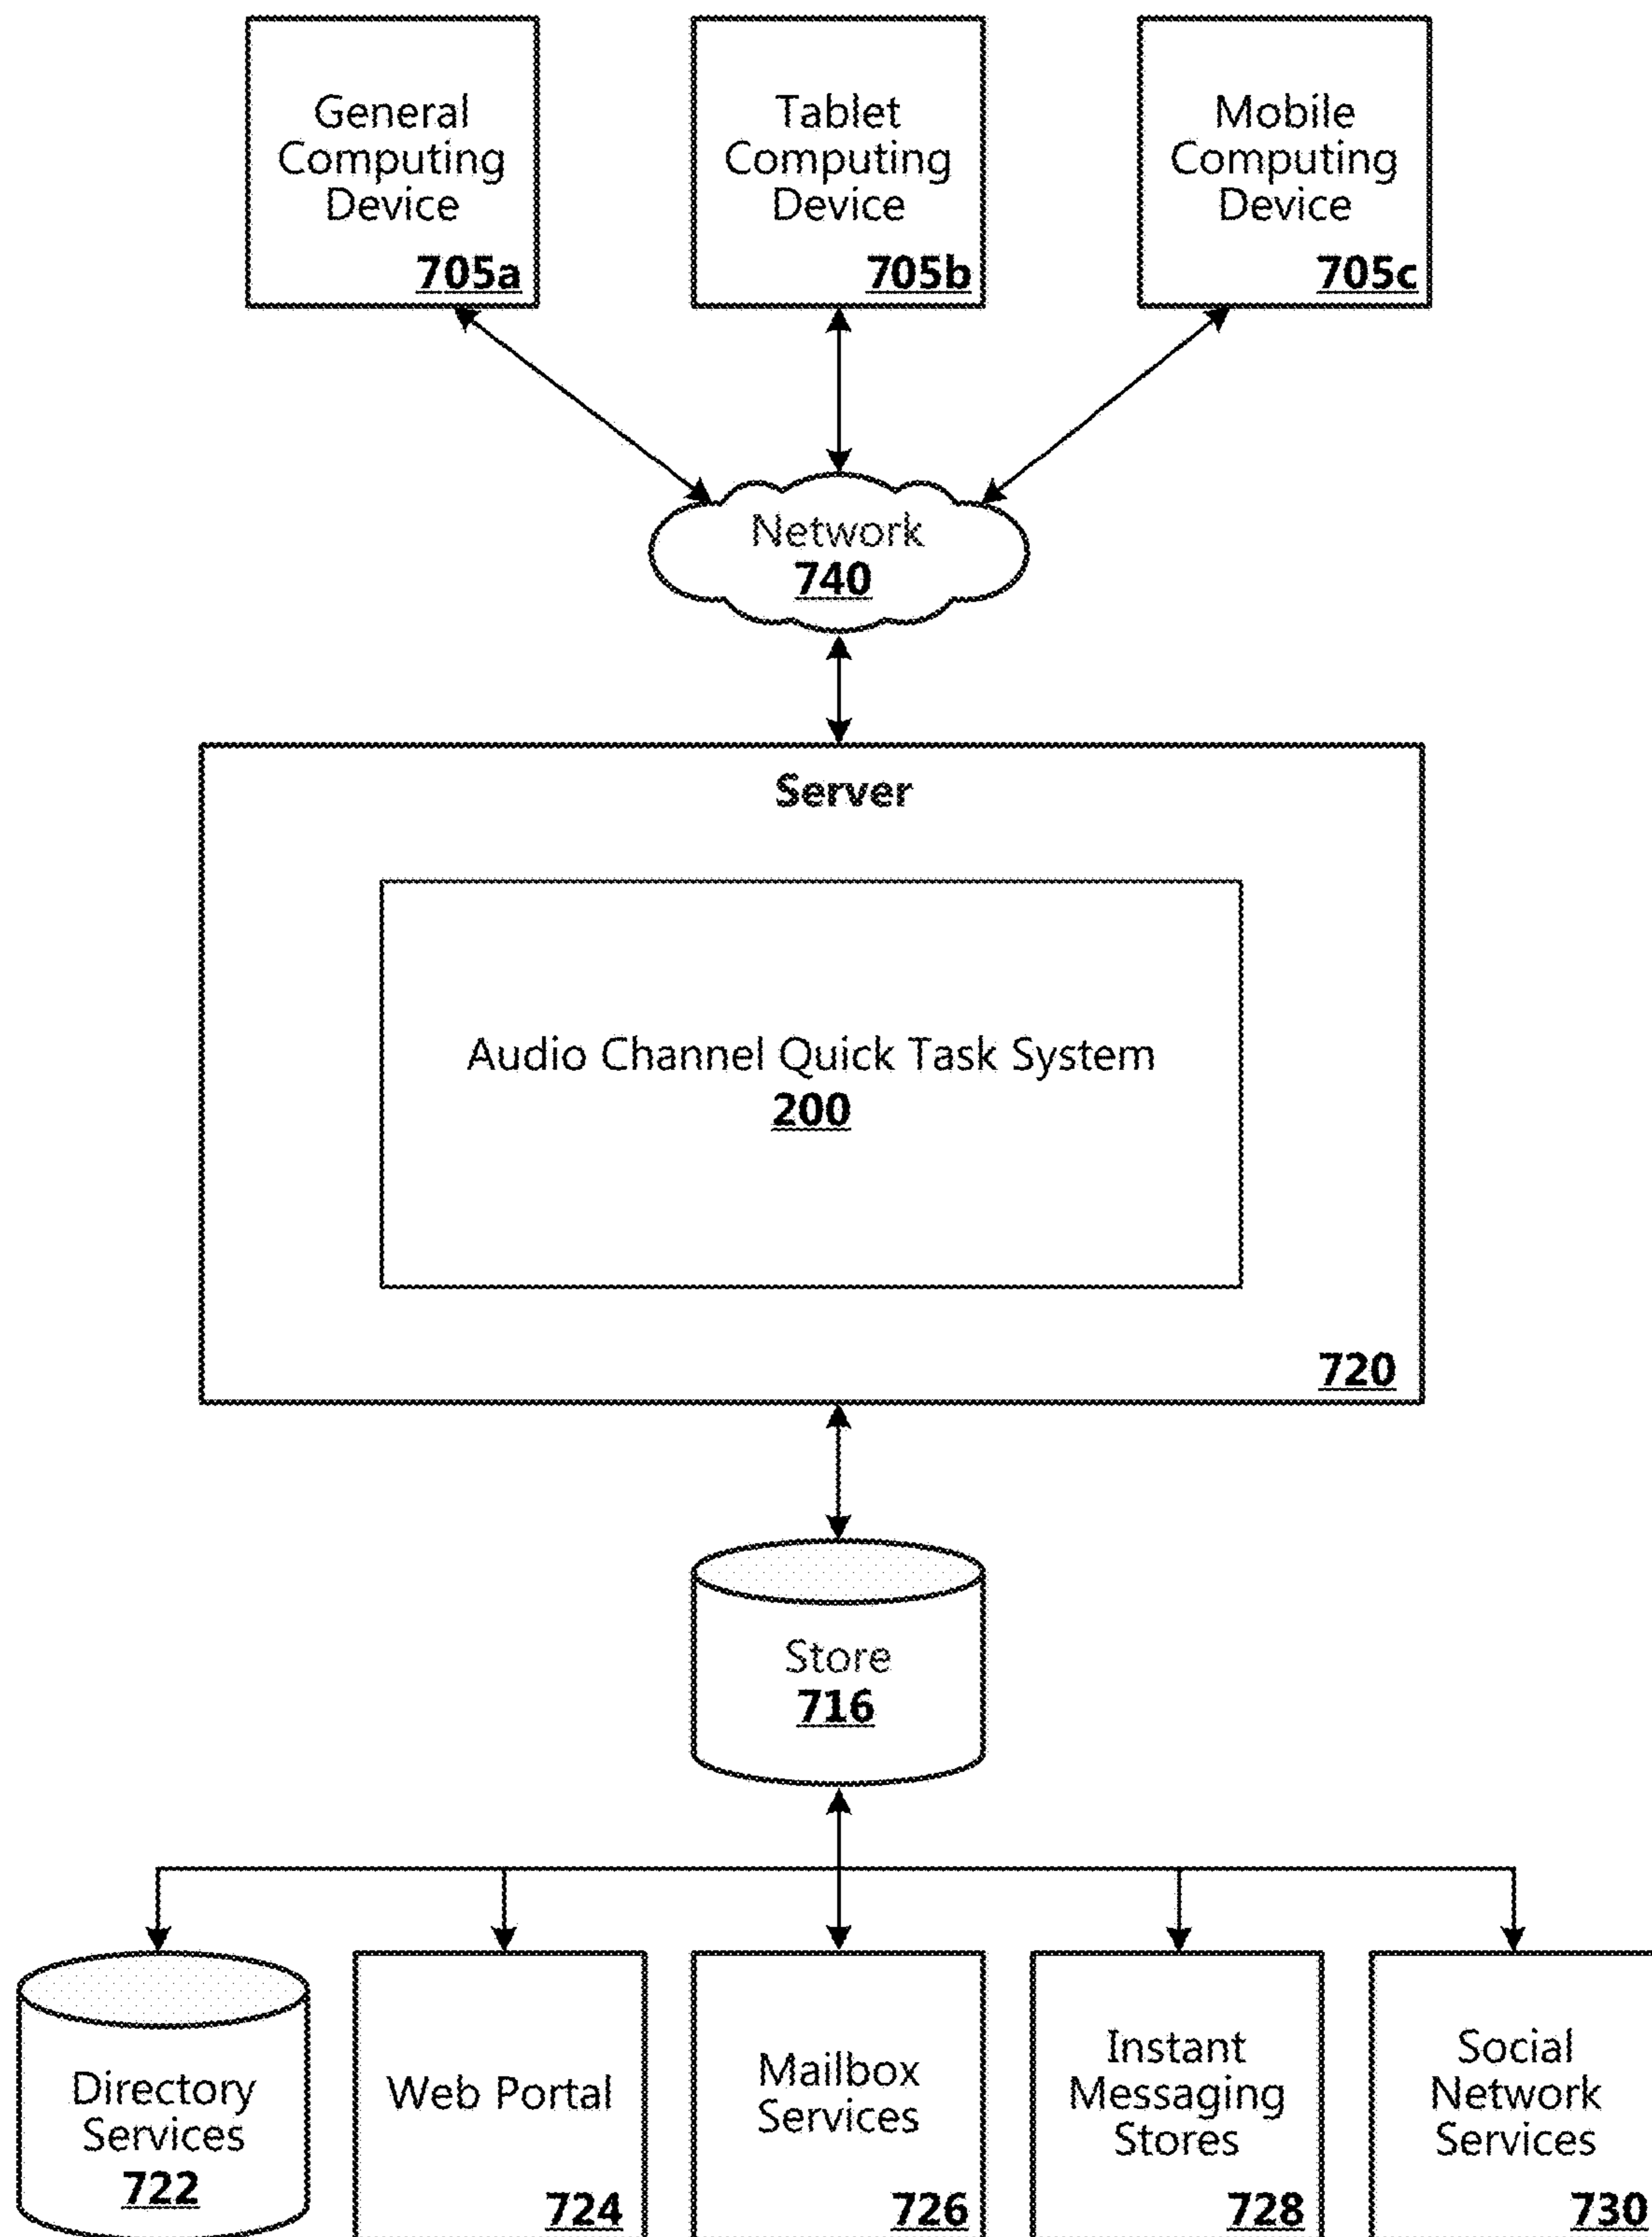 General
Computing
Device
705a
Tablet
Computing
Device
705b
Mobile
Computing
Device
705c
Network
740
Server
Audio Channel Quick Task System
200
720
Store
716
Directory
Services
722
Web Portal
724
Mailbox
Services
726
Instant
Messaging
Stores
728
Social
Network
Services
730